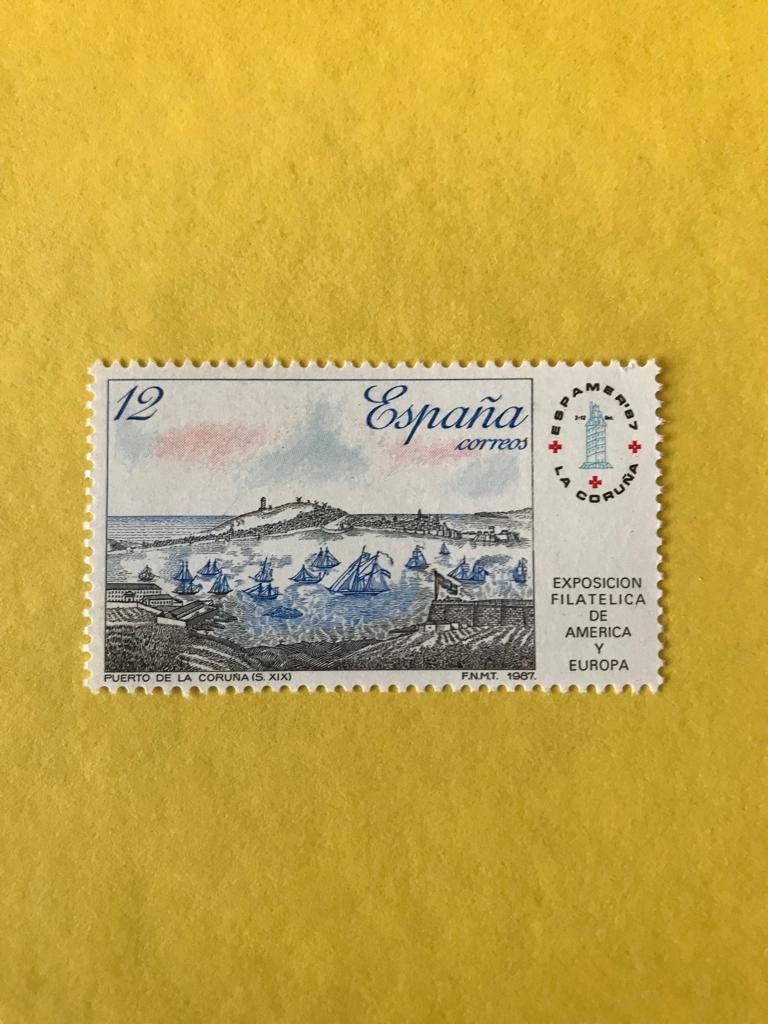 12
España
correos
ESPAMER'87
LA CORUÑA
EXPOSICION
FILATELICA
DE
AMERICA
Y
EUROPA
PUERTO DE LA CORUÑA (S. XIX)
F.N.M.T. 1987.